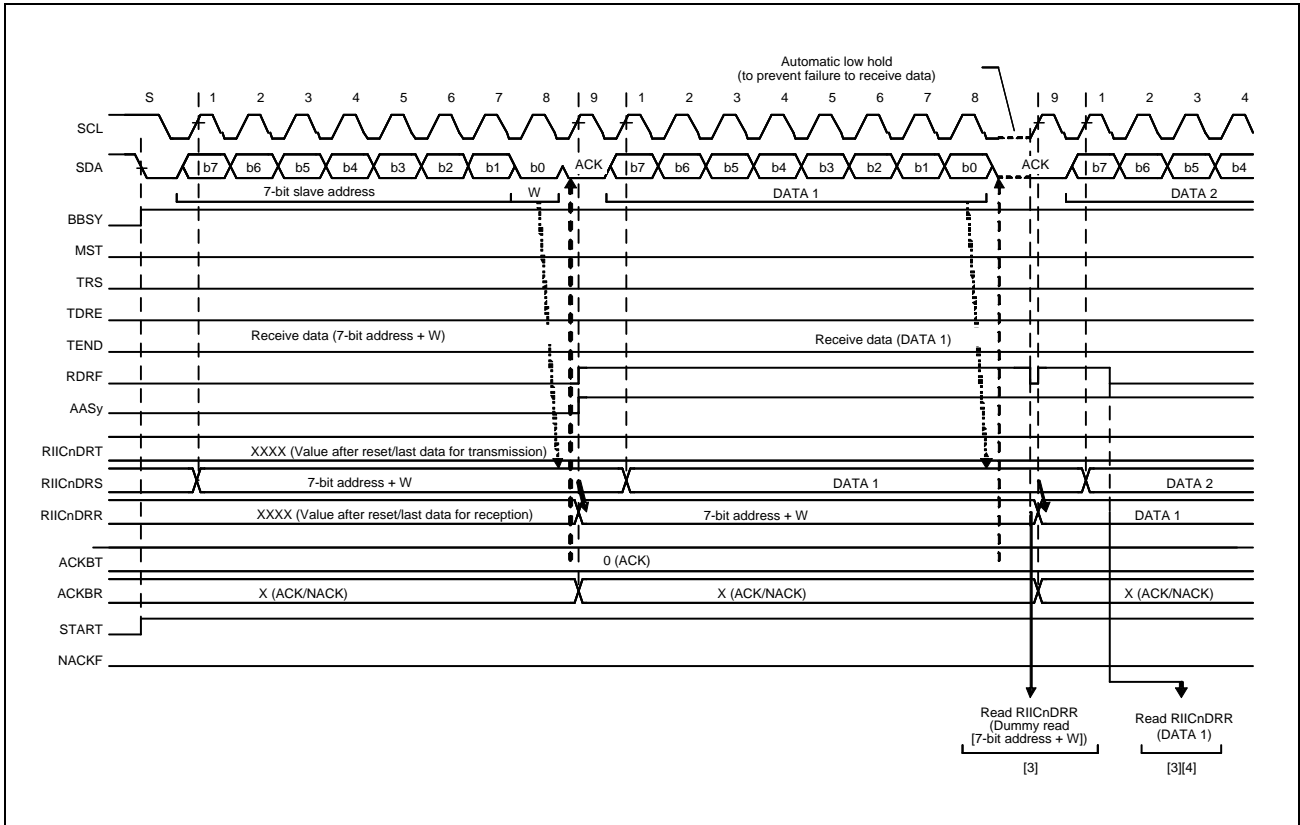 Automatic low hold
(to prevent failure to receive data)
S 1 2 3 4 5 6 7 8 9 1 2 3 4 5 6 7 8 9 1 2 3 4
SCL
SDA b7 b6 b5 b4 b3 b2 b1 b0 ACK b7 b6 b5 b4 b3 b2 b1 b0 ACK b7 b6 b5 b4
7-bit slave address W DATA 1 DATA 2
BBSY
MST
TRS
TDRE
Receive data (7-bit address + W) Receive data (DATA 1)
TEND
RDRF
AASy
RIICnDRT XXXX (Value after reset/last data for transmission)
RIICnDRS 7-bit address + W DATA 1 DATA 2
RIICnDRR XXXX (Value after reset/last data for reception) 7-bit address + W DATA 1
ACKBT 0 (ACK)
ACKBR X (ACK/NACK) X (ACK/NACK) X (ACK/NACK)
START
NACKF
Read RIICnDRR
(Dummy read
[7-bit address + W])
[3]
Read RIICnDRR
(DATA 1)
[3][4]